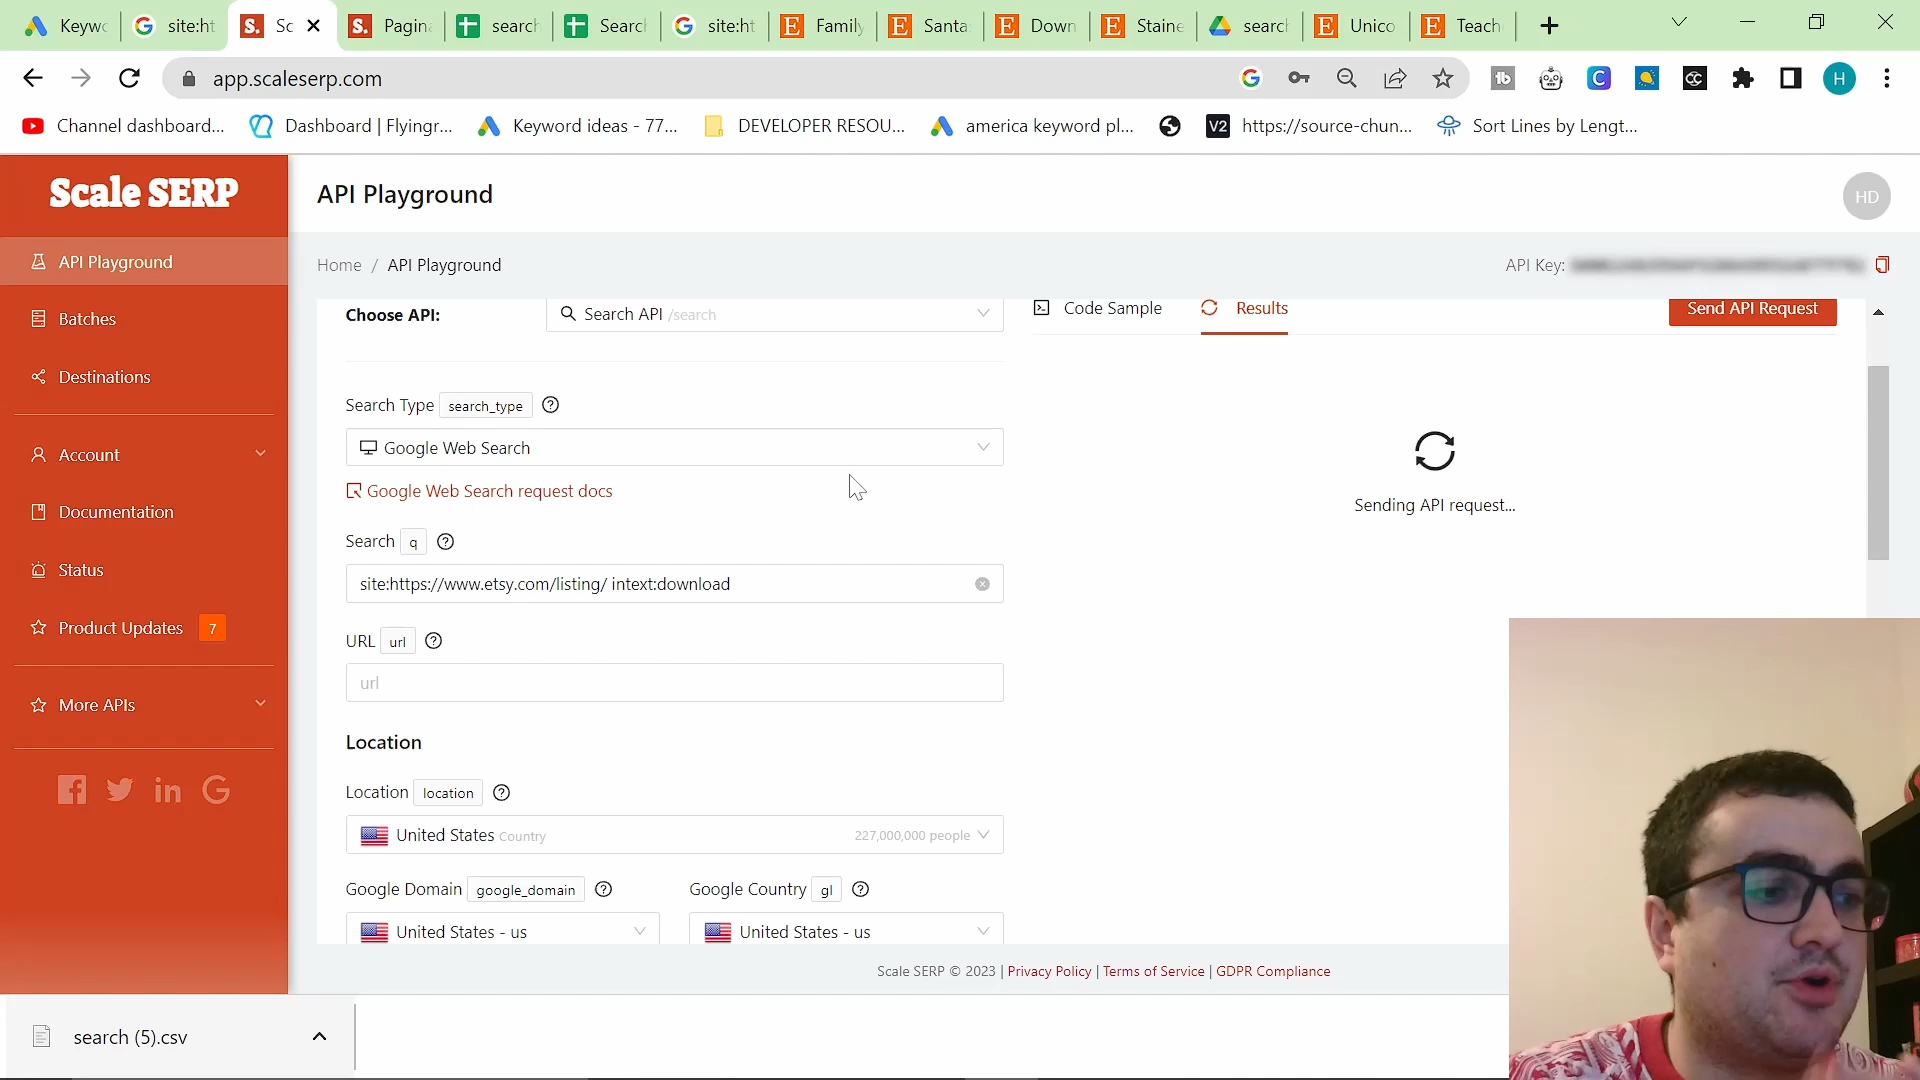 Keywo
site:ht
Sc
Pagina
search
Search
site:ht
Family
Santa
Down
Staine
search
Unico
Teach
app.scaleserp.com
H
Channel dashboard...
Dashboard | Flyingr...
Keyword ideas - 77...
DEVELOPER RESOU...
america keyword pl...
V2
https://source-chun...
Sort Lines by Lengt...
Scale SERP
API Playground
HD
API Playground
Home / API Playground
API Key:
Batches
Destinations
Account
Documentation
Status
Product Updates 7
More APIs
Choose API:
Search API /search
Code Sample
Results
Send API Request
Search Type search_type
Google Web Search
Google Web Search request docs
Sending API request...
Search q
site:https://www.etsy.com/listing/ intext:download
URL url
url
Location
Location location
United States Country
227,000,000 people
Google Domain google_domain
Google Country gl
United States - us
United States - us
Scale SERP © 2023 | Privacy Policy | Terms of Service | GDPR Compliance
search (5).csv